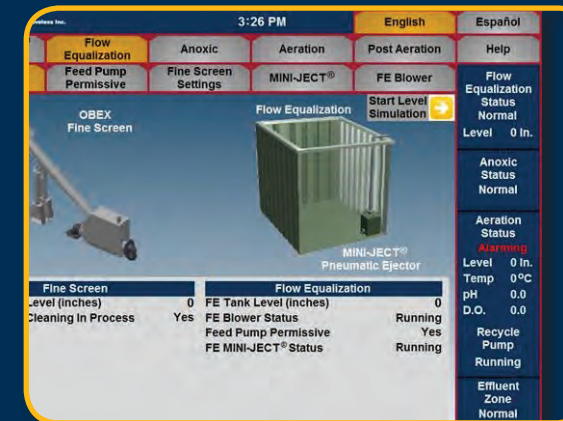 3:26 PM
English
Español
Flow
Equalization
Anoxic
Aeration
Post Aeration
Help
Feed Pump
Permissive
Fine Screen
Settings
MINI-JECT®
FE Blower
OBEX
Fine Screen
Flow Equalization
Start Level
Simulation
MINI-JECT®
Pneumatic Ejector
Fine Screen
Level (inches) 0
Cleaning In Process Yes
Flow Equalization
FE Tank Level (inches) 0
FE Blower Status Running
Feed Pump Permissive Yes
FE MINI-JECT® Status Running
Flow
Equalization
Status
Normal
Level 0 In.
Anoxic
Status
Normal
Aeration
Status
Alarming
Level 0 In.
Temp 0 ºC
pH 0.0
D.O. 0.0
Recycle
Pump
Running
Effluent
Zone
Normal